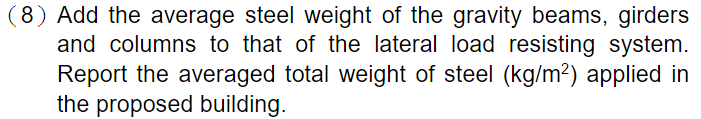 (8) Add the average steel weight of the gravity beams, girders
and columns to that of the lateral load resisting system.
Report the averaged total weight of steel (kg/m²) applied in
the proposed building.